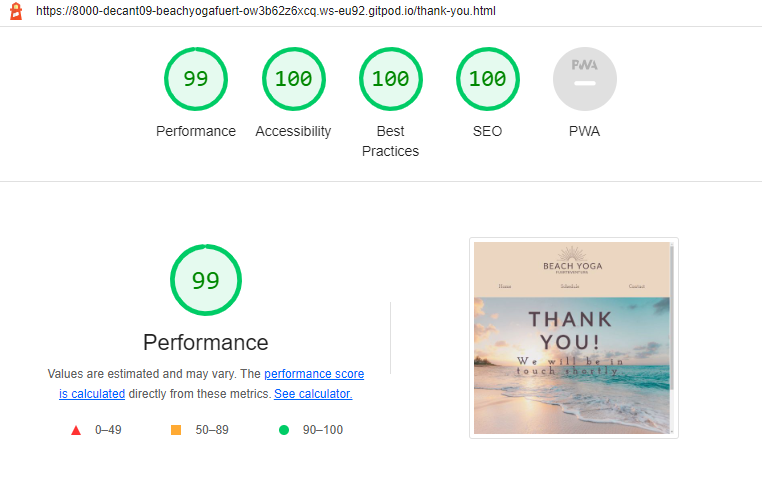 https://8000-decant09-beachyogafuert-ow3b62z6xcq.ws-eu92.gitpod.io/thank-you.html
99
100
100
100
PWA
Performance
Accessibility
Best
Practices
SEO
PWA
99
Performance
Values are estimated and may vary. The performance score
is calculated directly from these metrics. See calculator.
0–49
50–89
90–100
BEACH YOGA
FUERTEVENTURA
Home
Schedule
Contact
THANK
YOU!
We will be in
touch shortly.